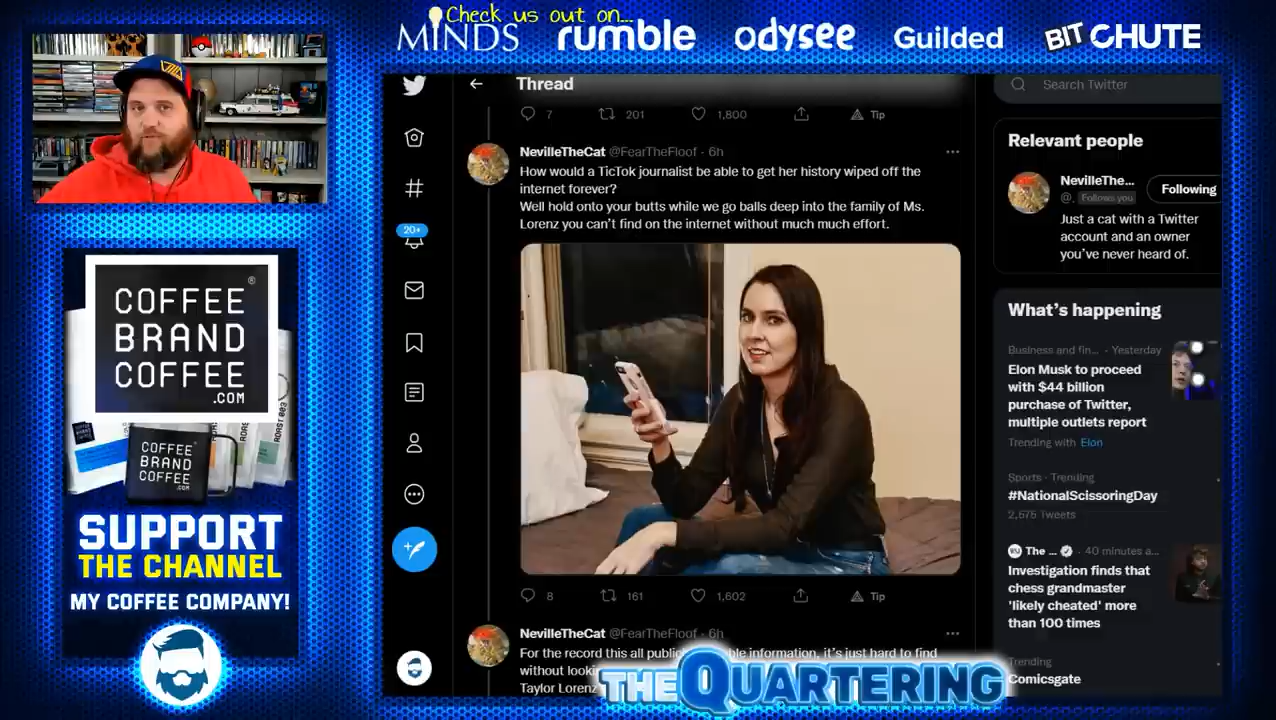 Check us out on...
MINDS rumble odysee Guilded BITCHUTE
COFFEE
BRAND
COFFEE
.COM
®
COFFEE
BRAND
COFFEE
.COM
SUPPORT
THE CHANNEL
MY COFFEE COMPANY!
Thread
7 201 1,800 Tip
NevilleTheCat @FearTheFloof · 6h
How would a TicTok journalist be able to get her history wiped off the
internet forever?
Well hold onto your butts while we go balls deep into the family of Ms.
Lorenz you can't find on the internet without much much effort.
20+
8 161 1,602 Tip
NevilleTheCat @FearTheFloof · 6h
For the record this all public information, it's just hard to find
without
Taylor Lorenz
THE QUARTERING
Search Twitter
Relevant people
NevilleThe...
@. Follows you
Following
Just a cat with a Twitter
account and an owner
you've never heard of.
What's happening
Business and fin... · Yesterday
Elon Musk to proceed
with $44 billion
purchase of Twitter,
multiple outlets report
Trending with Elon
Sports · Trending
#NationalScissoringDay
2,575 Tweets
The ... · 40 minutes a...
Investigation finds that
chess grandmaster
'likely cheated' more
than 100 times
Trending
Comicsgate